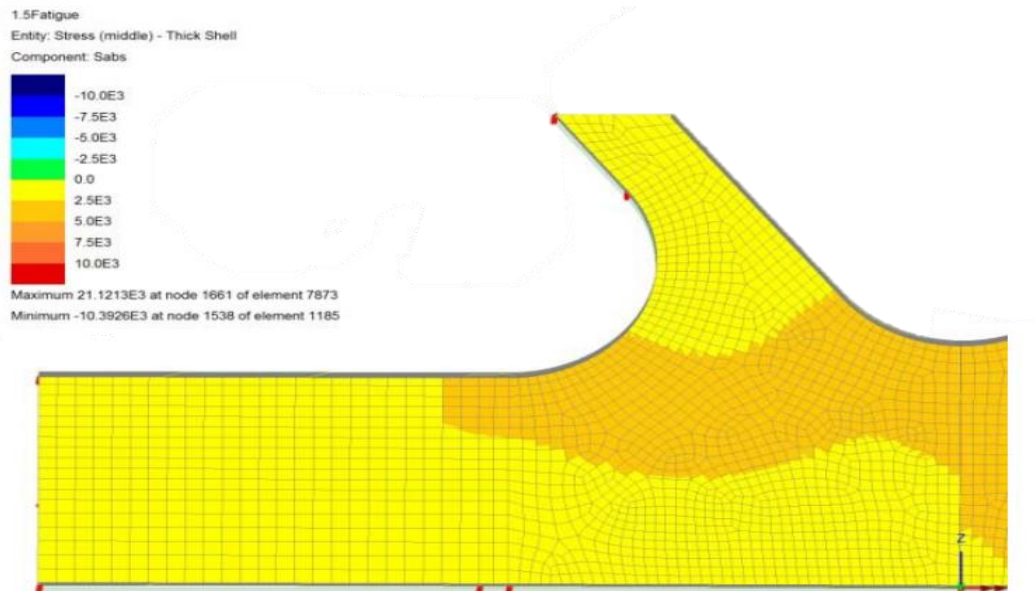 1.5Fatigue
Entity: Stress (middle) - Thick Shell
Component: Sabs
-10.0E3
-7.5E3
-5.0E3
-2.5E3
0.0
2.5E3
5.0E3
7.5E3
10.0E3
Maximum 21.1213E3 at node 1661 of element 7873
Minimum -10.3926E3 at node 1538 of element 1185
Z